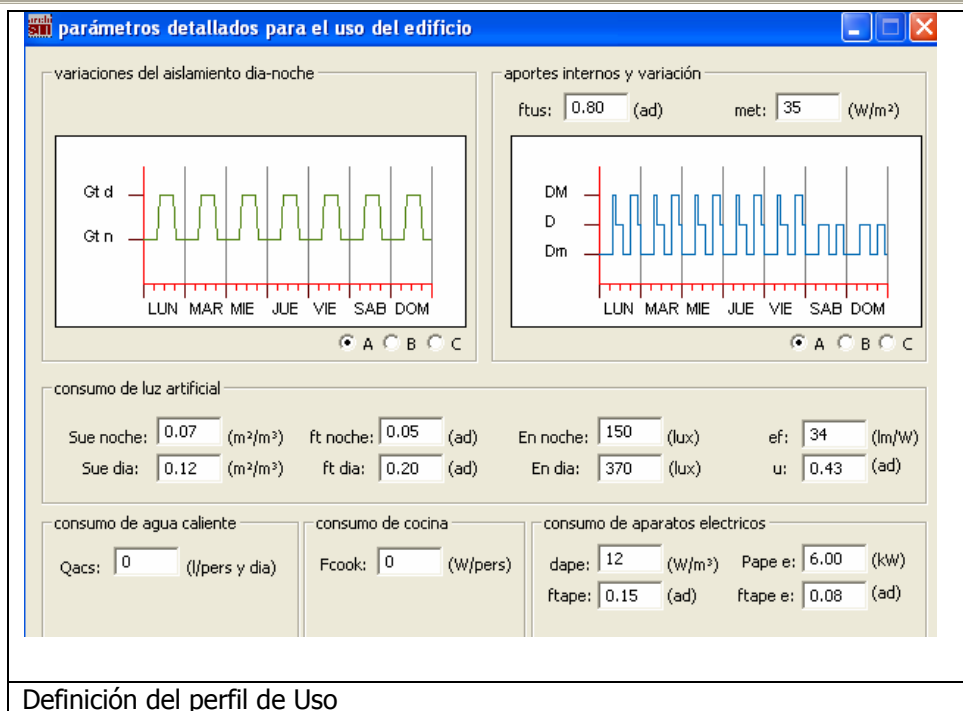 archi
sun parámetros detallados para el uso del edificio
variaciones del aislamiento dia-noche
Gt d
Gt n
LUN MAR MIE JUE VIE SAB DOM
A B C
aportes internos y variación
ftus: 0.80 (ad) met: 35 (W/m²)
DM
D
Dm
LUN MAR MIE JUE VIE SAB DOM
A B C
consumo de luz artificial
Sue noche: 0.07 (m²/m³) ft noche: 0.05 (ad) En noche: 150 (lux) ef: 34 (lm/W)
Sue dia: 0.12 (m²/m³) ft dia: 0.20 (ad) En dia: 370 (lux) u: 0.43 (ad)
consumo de agua caliente
Qacs: 0 (l/pers y dia)
consumo de cocina
Fcook: 0 (W/pers)
consumo de aparatos electricos
dape: 12 (W/m³) Pape e: 6.00 (kW)
ftape: 0.15 (ad) ftape e: 0.08 (ad)
Definición del perfil de Uso